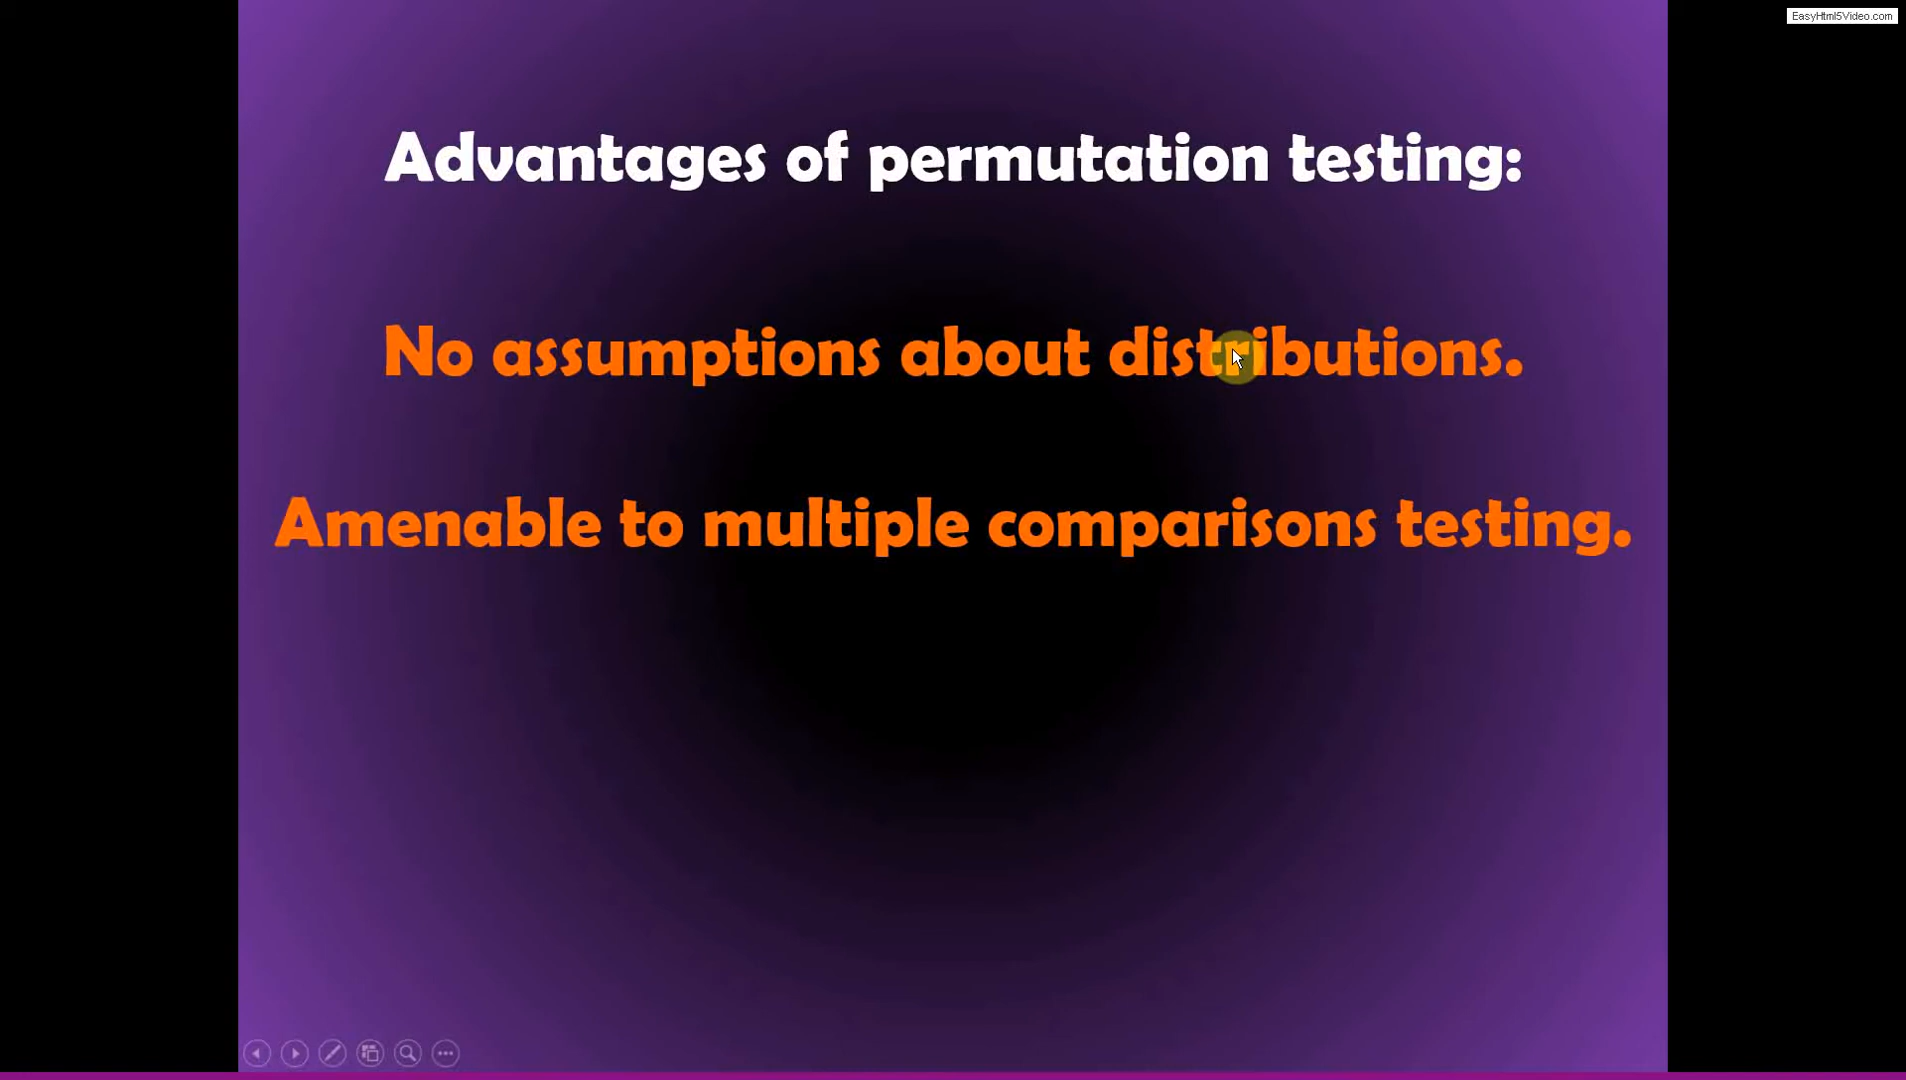 EasyHtml5Video.com
Advantages of permutation testing:
No assumptions about distributions.
Amenable to multiple comparisons testing.